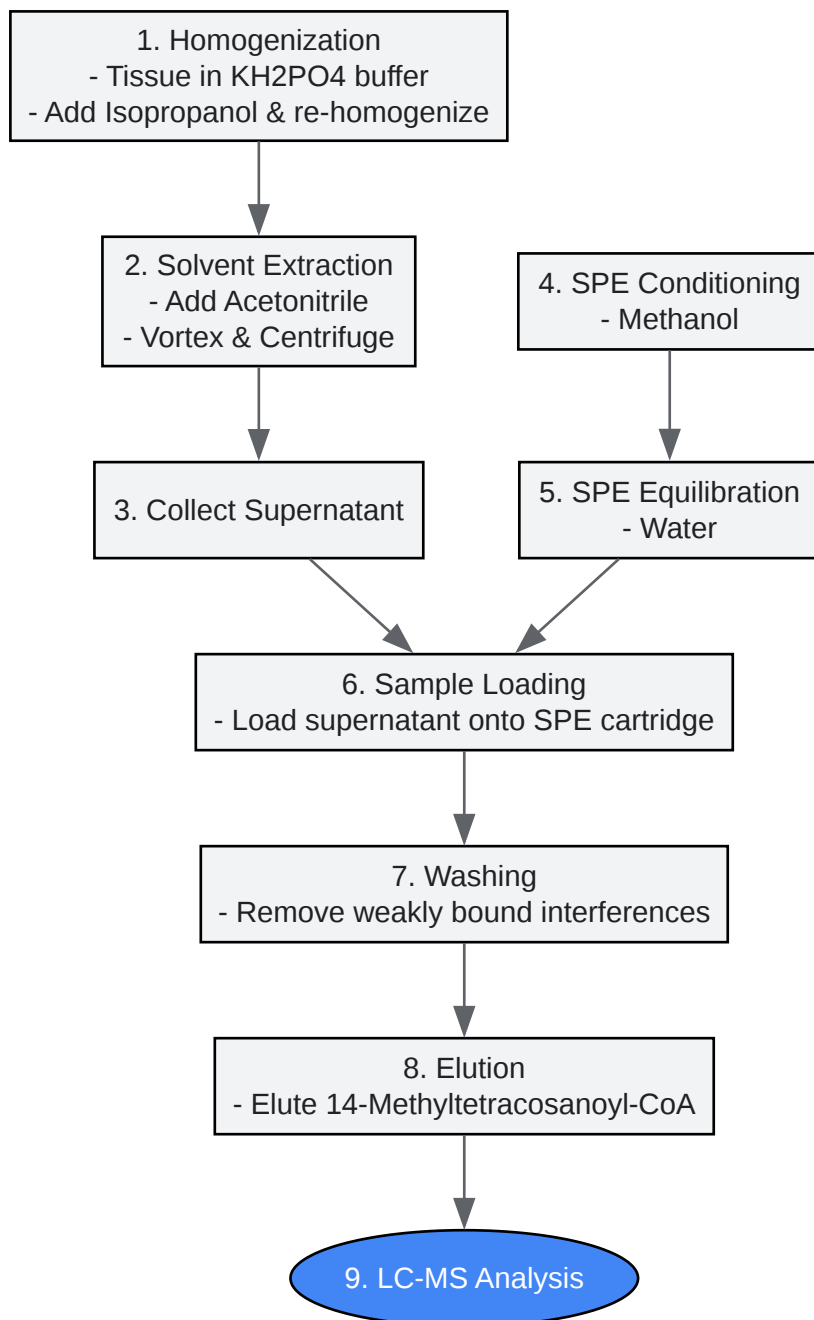 1. Homogenization
- Tissue in KH2PO4 buffer
- Add Isopropanol & re-homogenize
2. Solvent Extraction
- Add Acetonitrile
- Vortex & Centrifuge
3. Collect Supernatant
4. SPE Conditioning
- Methanol
5. SPE Equilibration
- Water
6. Sample Loading
- Load supernatant onto SPE cartridge
7. Washing
- Remove weakly bound interferences
8. Elution
- Elute 14-Methyltetracosanoyl-CoA
9. LC-MS Analysis